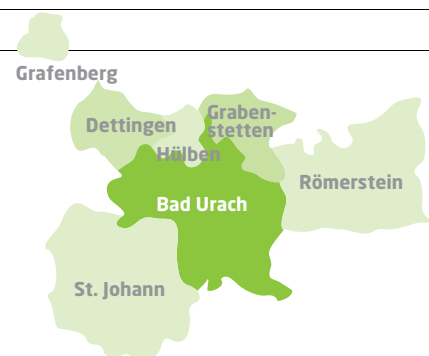 Grafenberg
Graben-
stetten
Dettingen
Hülben
Römerstein
Bad Urach
St. Johann